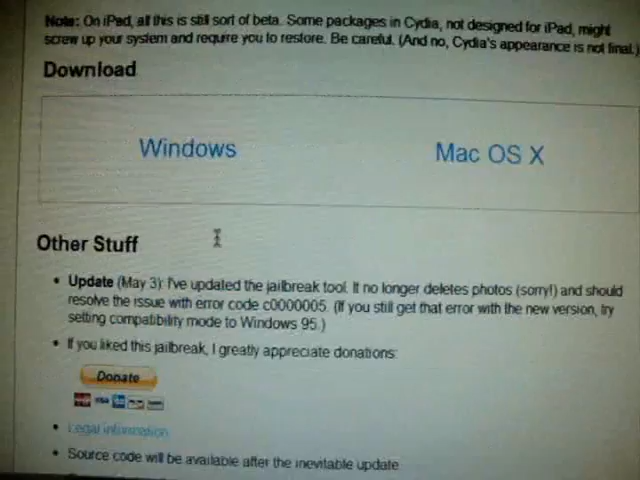 Note: On iPad, all this is still sort of beta. Some packages in Cydia, not designed for iPad, might
screw up your system and require you to restore. Be careful. (And no, Cydia's appearance is not final.)
Download
Windows Mac OS X
Other Stuff
• Update (May 3): I've updated the jailbreak tool. It no longer deletes photos (sorry!) and should
resolve the issue with error code c0000005. (If you still get that error with the new version, try
setting compatibility mode to Windows 95.)
• If you liked this jailbreak, I greatly appreciate donations:
Donate
• Legal information
• Source code will be available after the inevitable update